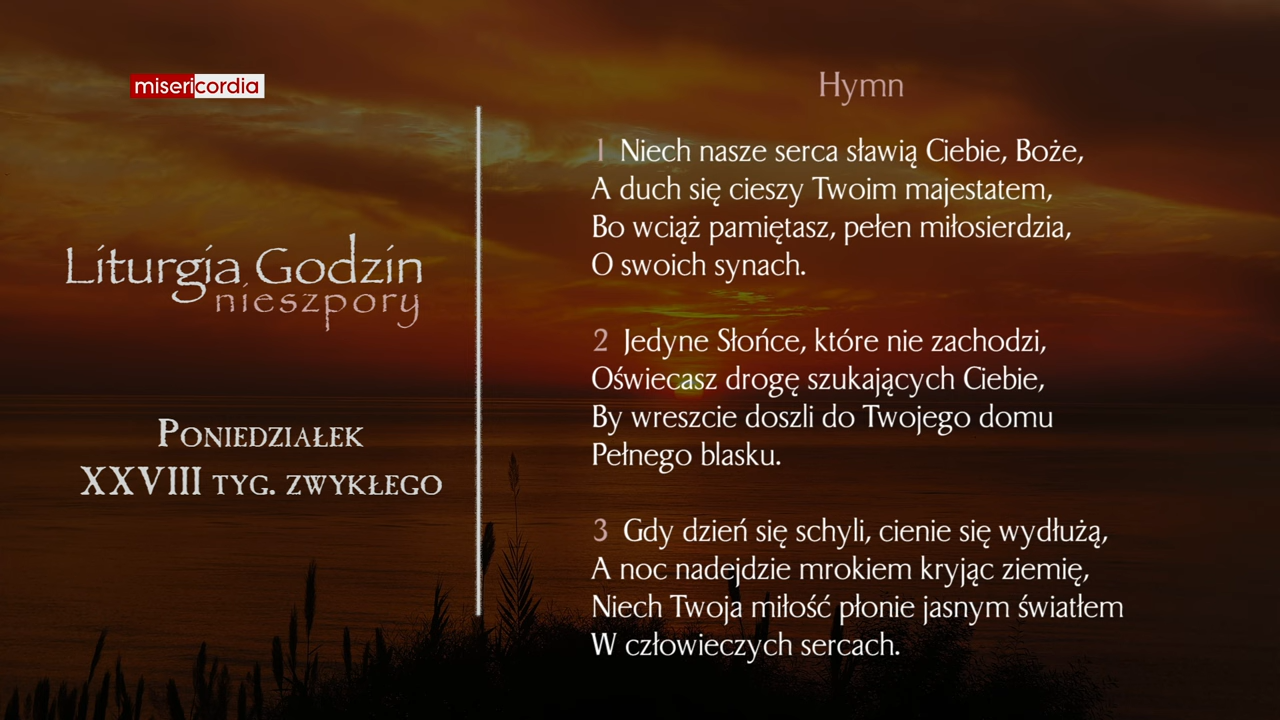 misericordia
Liturgia Godzin
nieszpory
Poniedziałek
XXVIII tyg. zwykłego
Hymn
1 Niech nasze serca sławią Ciebie, Boże,
A duch się cieszy Twoim majestatem,
Bo wciąż pamiętasz, pełen miłosierdzia,
O swoich synach.
2 Jedyne Słońce, które nie zachodzi,
Oświecasz drogę szukających Ciebie,
By wreszcie doszli do Twojego domu
Pełnego blasku.
3 Gdy dzień się schyli, cienie się wydłużą,
A noc nadejdzie mrokiem kryjąc ziemię,
Niech Twoja miłość płonie jasnym światłem
W człowieczych sercach.